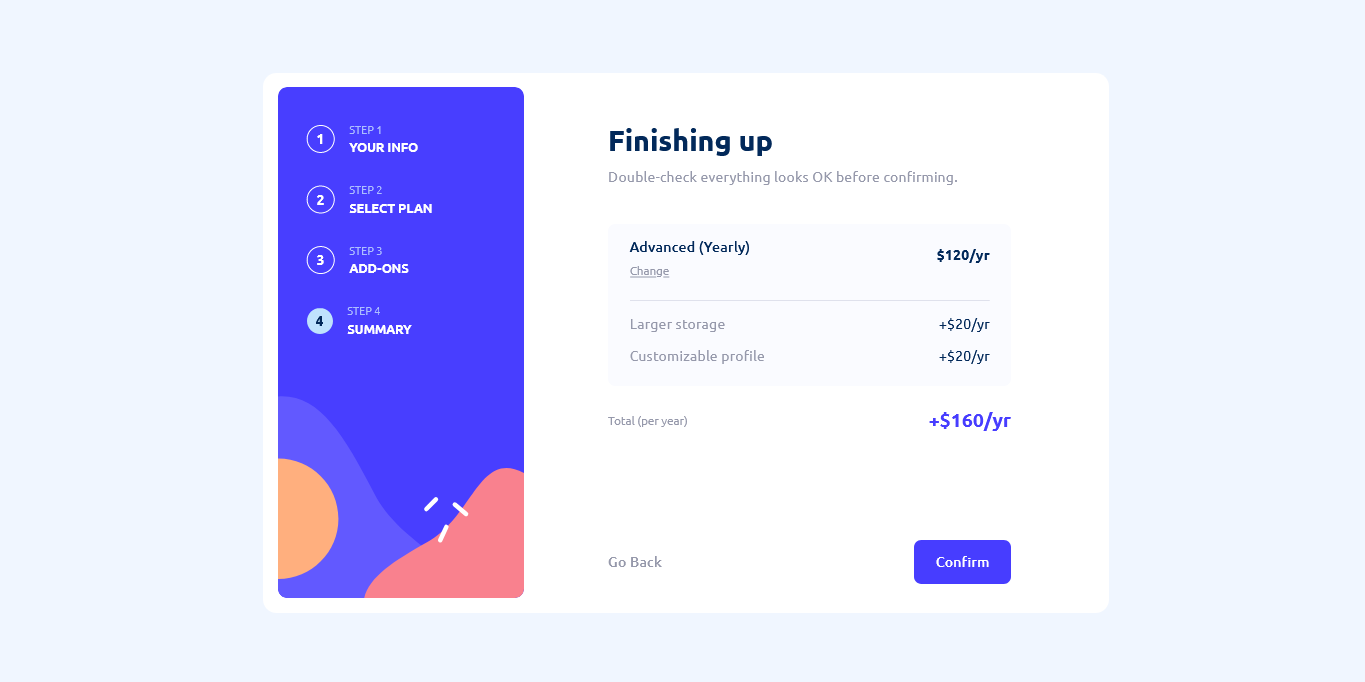 1
STEP 1
YOUR INFO
2
STEP 2
SELECT PLAN
3
STEP 3
ADD-ONS
4
STEP 4
SUMMARY
Finishing up
Double-check everything looks OK before confirming.
Advanced (Yearly)
Change
$120/yr
Larger storage +$20/yr
Customizable profile +$20/yr
Total (per year) +$160/yr
Go Back Confirm